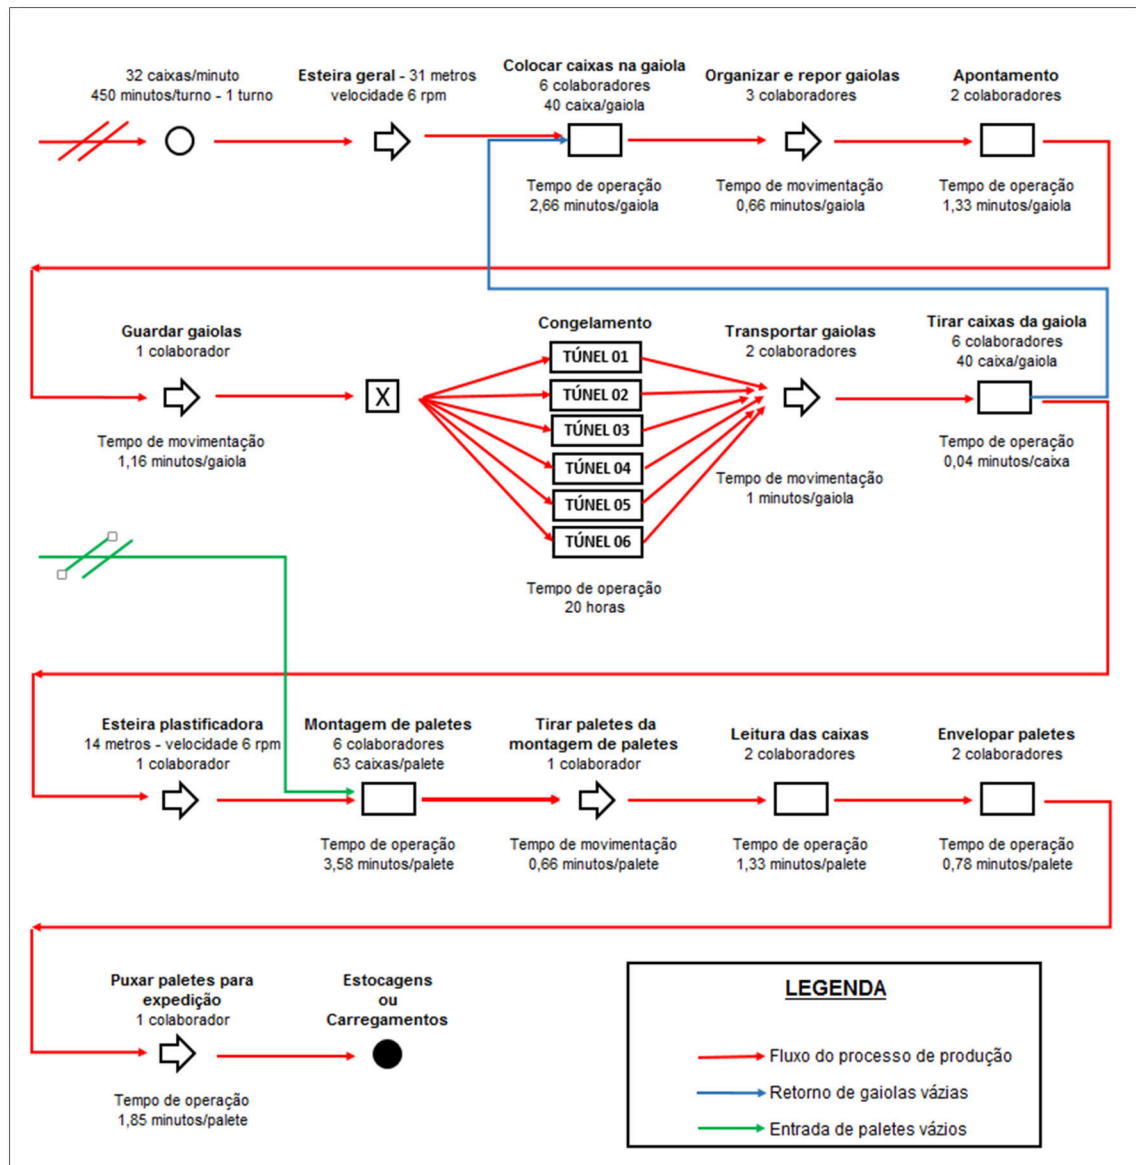 32 caixas/minuto
450 minutos/turno - 1 turno
Esteira geral - 31 metros
velocidade 6 rpm
Colocar caixas na gaiola
6 colaboradores
40 caixa/gaiola
Organizar e repor gaiolas
3 colaboradores
Apontamento
2 colaboradores
Tempo de operação
2,66 minutos/gaiola
Tempo de movimentação
0,66 minutos/gaiola
Tempo de operação
1,33 minutos/gaiola
Guardar gaiolas
1 colaborador
Congelamento
Transportar gaiolas
2 colaboradores
Tirar caixas da gaiola
6 colaboradores
40 caixa/gaiola
X
TÚNEL 01
TÚNEL 02
TÚNEL 03
TÚNEL 04
TÚNEL 05
TÚNEL 06
Tempo de movimentação
1,16 minutos/gaiola
Tempo de operação
20 horas
Tempo de movimentação
1 minutos/gaiola
Tempo de operação
0,04 minutos/caixa
Esteira plastificadora
14 metros - velocidade 6 rpm
1 colaborador
Montagem de paletes
6 colaboradores
63 caixas/palete
Tirar paletes da
montagem de paletes
1 colaborador
Leitura das caixas
2 colaboradores
Envelopar paletes
2 colaboradores
Tempo de operação
3,58 minutos/palete
Tempo de movimentação
0,66 minutos/palete
Tempo de operação
1,33 minutos/palete
Tempo de operação
0,78 minutos/palete
Puxar paletes para
expedição
1 colaborador
Estocagens
ou
Carregamentos
Tempo de operação
1,85 minutos/palete
LEGENDA
Fluxo do processo de produção
Retorno de gaiolas vázias
Entrada de paletes vázios